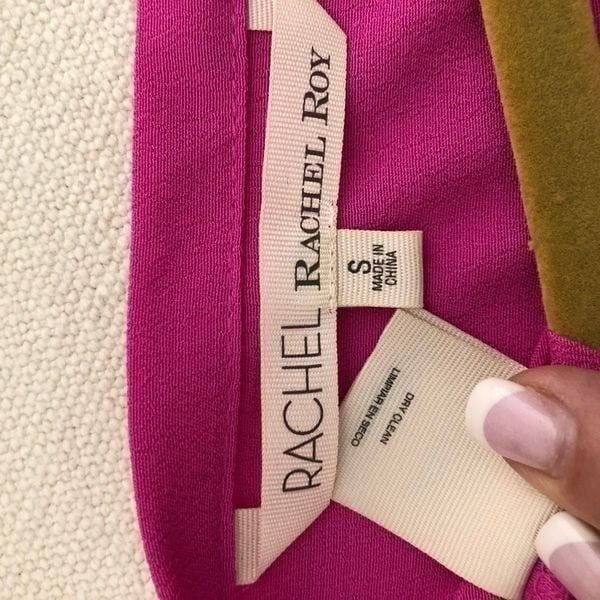 RACHEL RACHEL ROY
S
MADE IN
CHINA
DRY CLEAN
LIMPIAR EN SECO